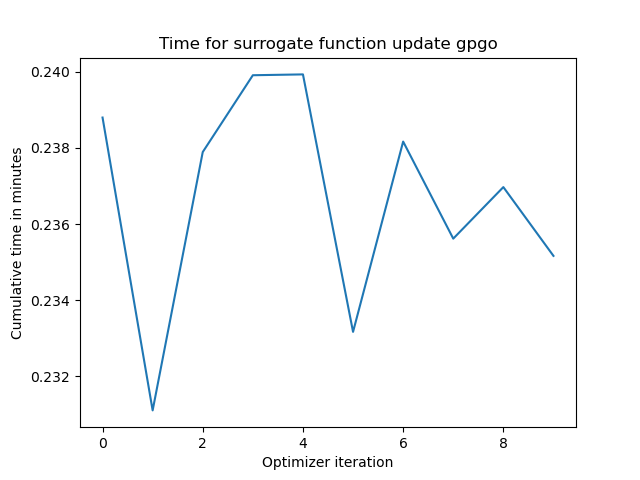 Time for surrogate function update gpgo
Cumulative time in minutes
0.240
0.238
0.236
0.234
0.232
0 2 4 6 8
Optimizer iteration